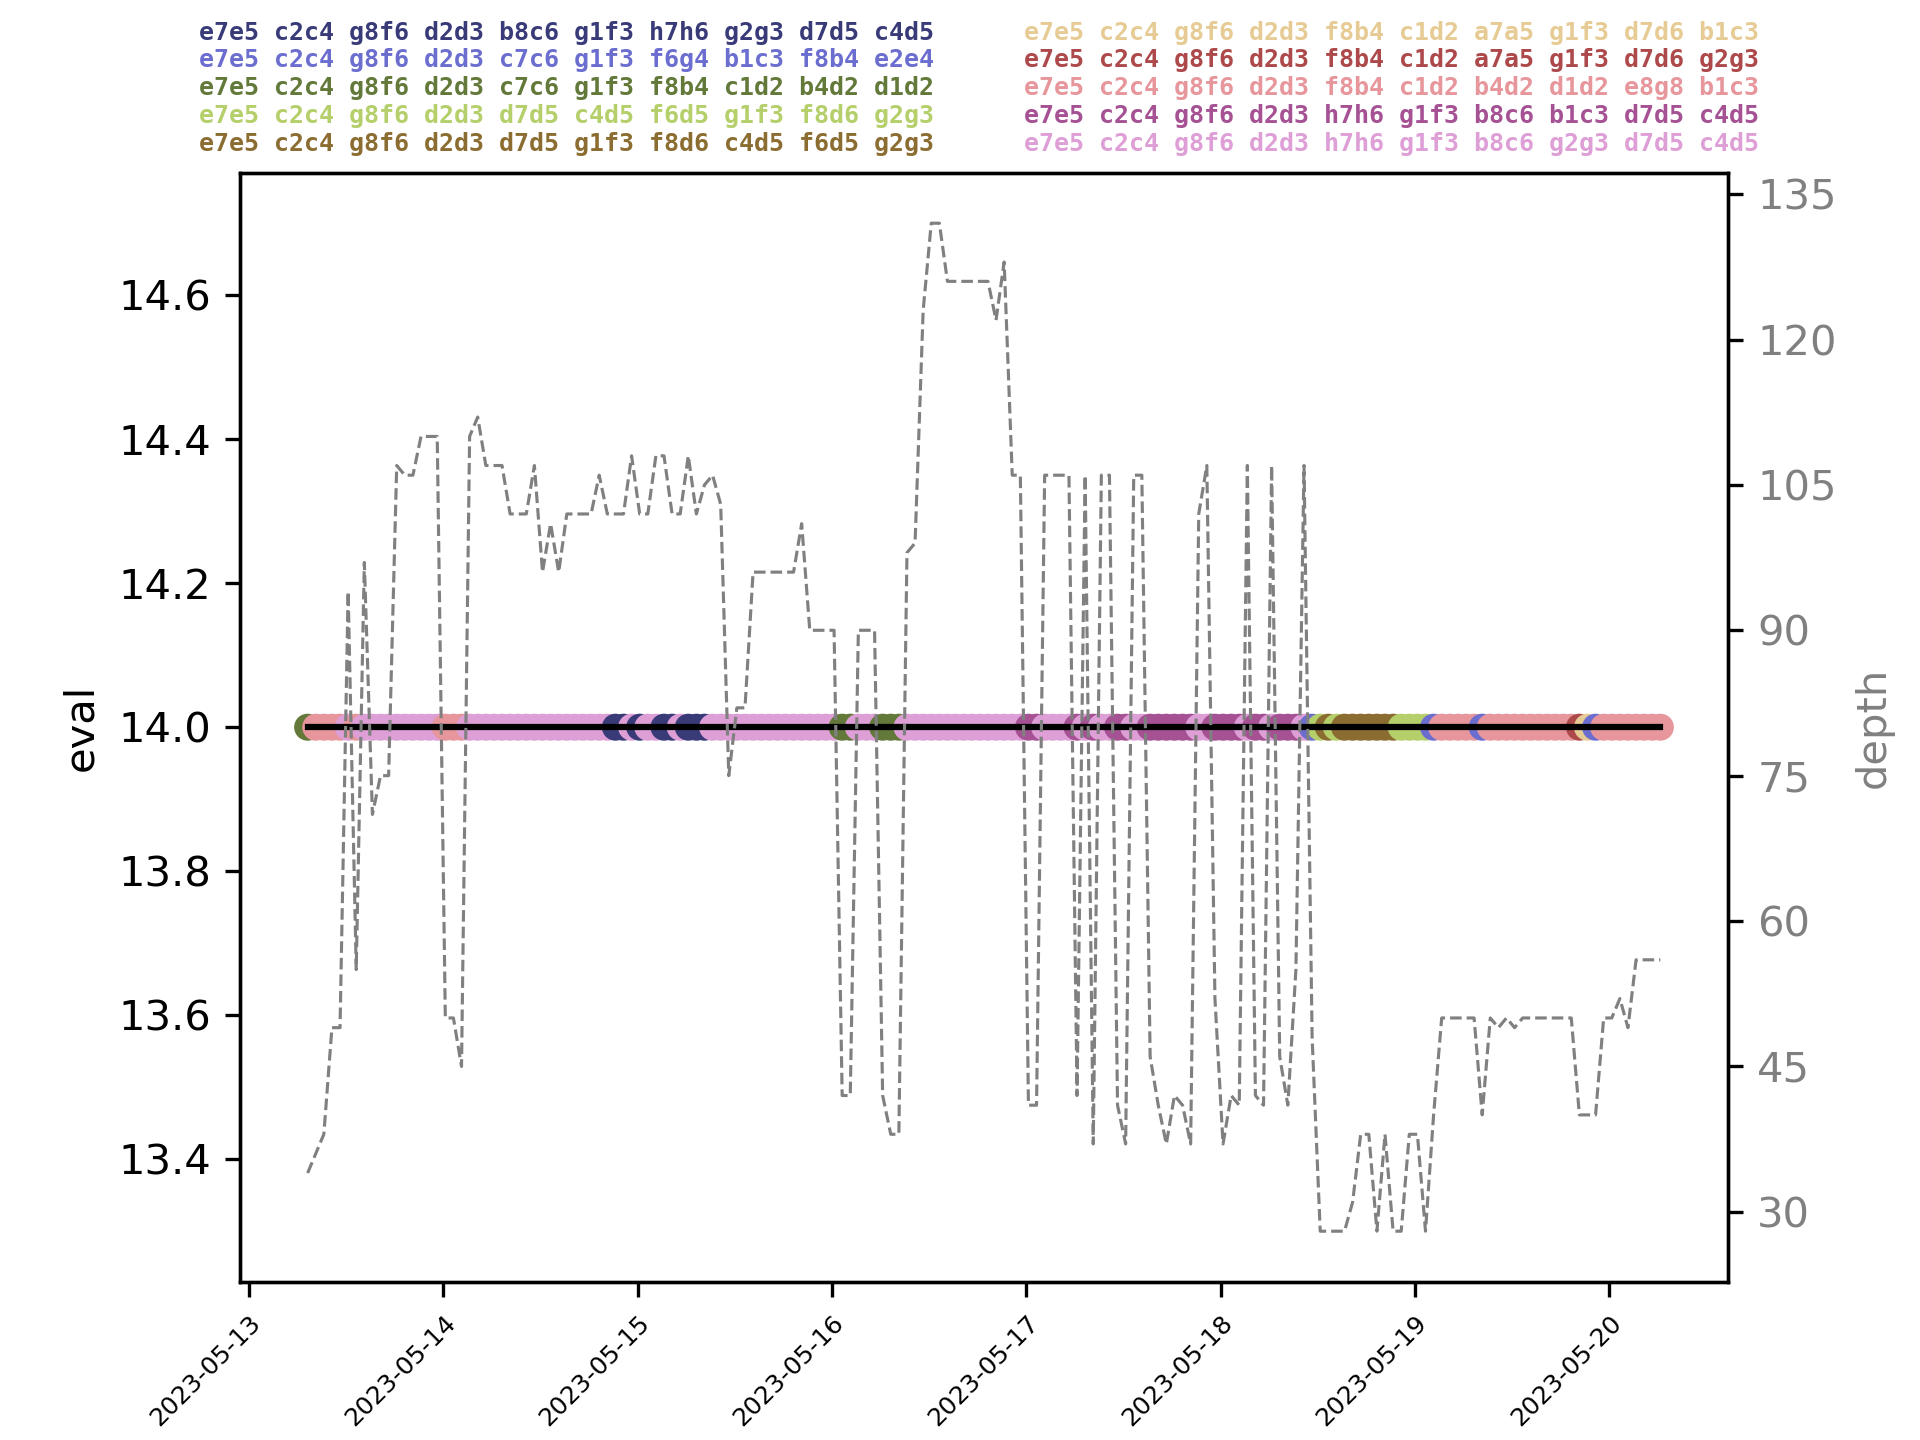 e7e5 c2c4 g8f6 d2d3 b8c6 g1f3 h7h6 g2g3 d7d5 c4d5
e7e5 c2c4 g8f6 d2d3 c7c6 g1f3 f6g4 b1c3 f8b4 e2e4
e7e5 c2c4 g8f6 d2d3 c7c6 g1f3 f8b4 c1d2 b4d2 d1d2
e7e5 c2c4 g8f6 d2d3 d7d5 c4d5 f6d5 g1f3 f8d6 g2g3
e7e5 c2c4 g8f6 d2d3 d7d5 g1f3 f8d6 c4d5 f6d5 g2g3
e7e5 c2c4 g8f6 d2d3 f8b4 c1d2 a7a5 g1f3 d7d6 b1c3
e7e5 c2c4 g8f6 d2d3 f8b4 c1d2 a7a5 g1f3 d7d6 g2g3
e7e5 c2c4 g8f6 d2d3 f8b4 c1d2 b4d2 d1d2 e8g8 b1c3
e7e5 c2c4 g8f6 d2d3 h7h6 g1f3 b8c6 b1c3 d7d5 c4d5
e7e5 c2c4 g8f6 d2d3 h7h6 g1f3 b8c6 g2g3 d7d5 c4d5
eval
14.6
14.4
14.2
14.0
13.8
13.6
13.4
135
120
105
90
75
60
45
30
depth
2023-05-13
2023-05-14
2023-05-15
2023-05-16
2023-05-17
2023-05-18
2023-05-19
2023-05-20